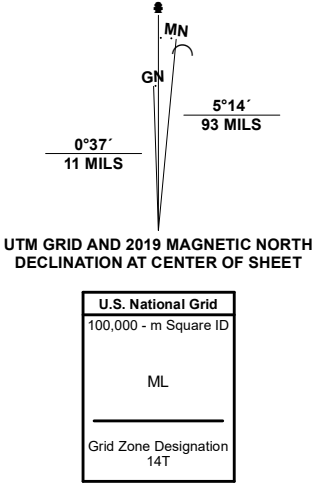 MN
GN
5°14´
93 MILS
0°37´
11 MILS
UTM GRID AND 2019 MAGNETIC NORTH
DECLINATION AT CENTER OF SHEET
U.S. National Grid
100,000 - m Square ID
ML
Grid Zone Designation
14T